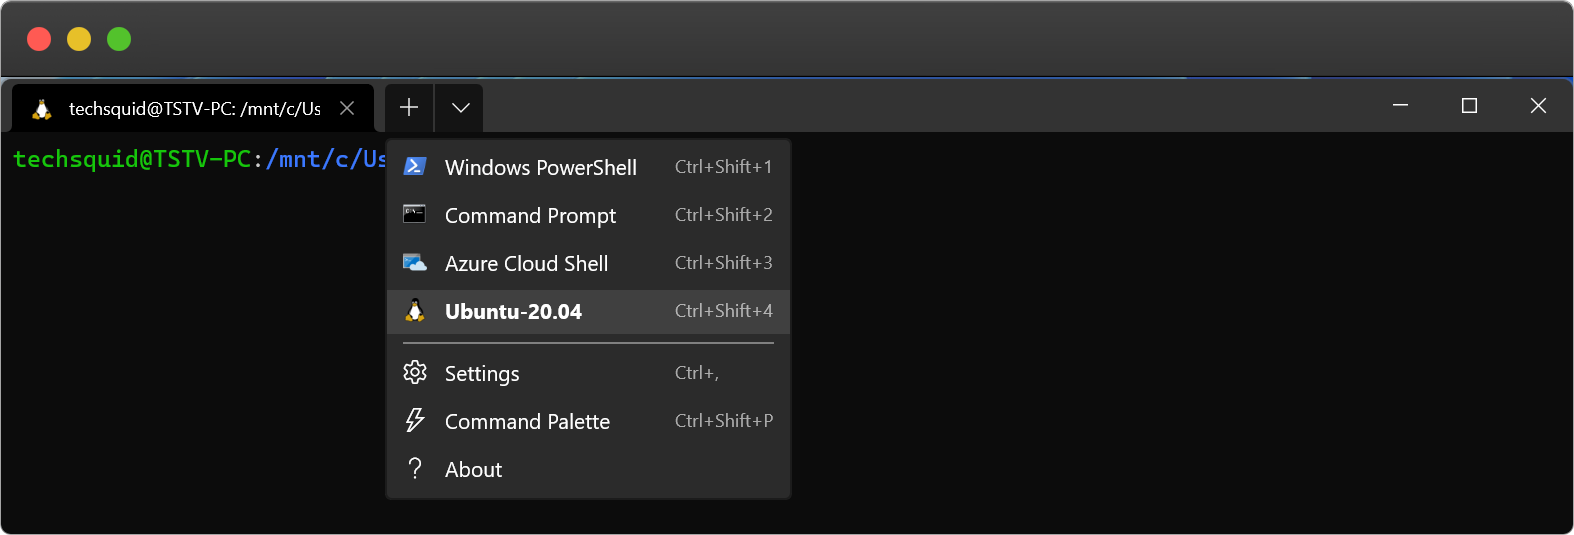 techsquid@TSTV-PC: /mnt/c/Us
techsquid@TSTV-PC:/mnt/c/Us
Windows PowerShell Ctrl+Shift+1
Command Prompt Ctrl+Shift+2
Azure Cloud Shell Ctrl+Shift+3
Ubuntu-20.04 Ctrl+Shift+4
Settings Ctrl+,
Command Palette Ctrl+Shift+P
About